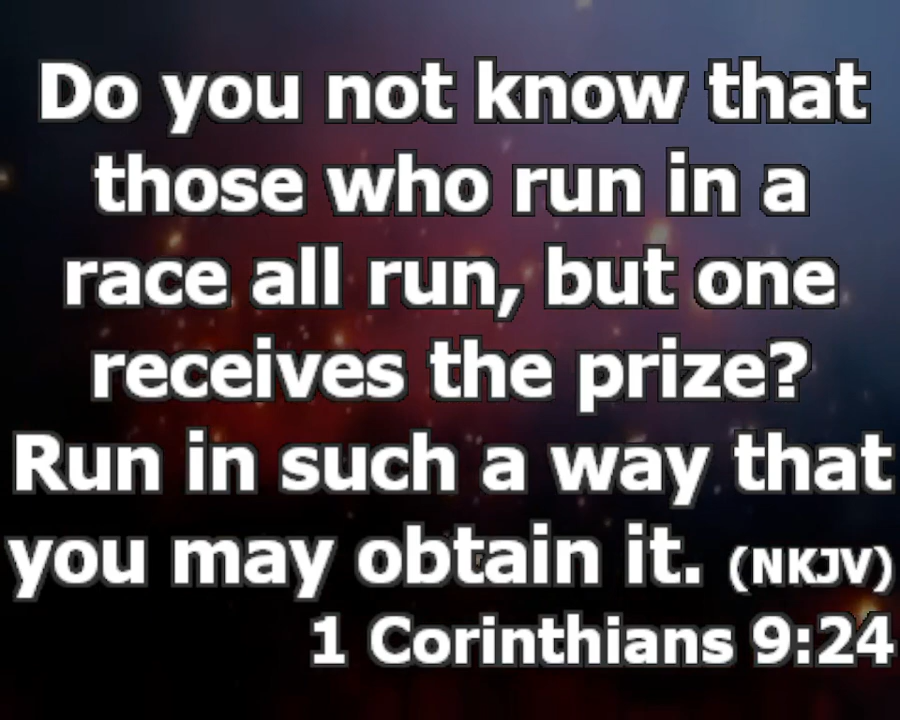 Do you not know that
those who run in a
race all run, but one
receives the prize?
Run in such a way that
you may obtain it. (NKJV)
1 Corinthians 9:24